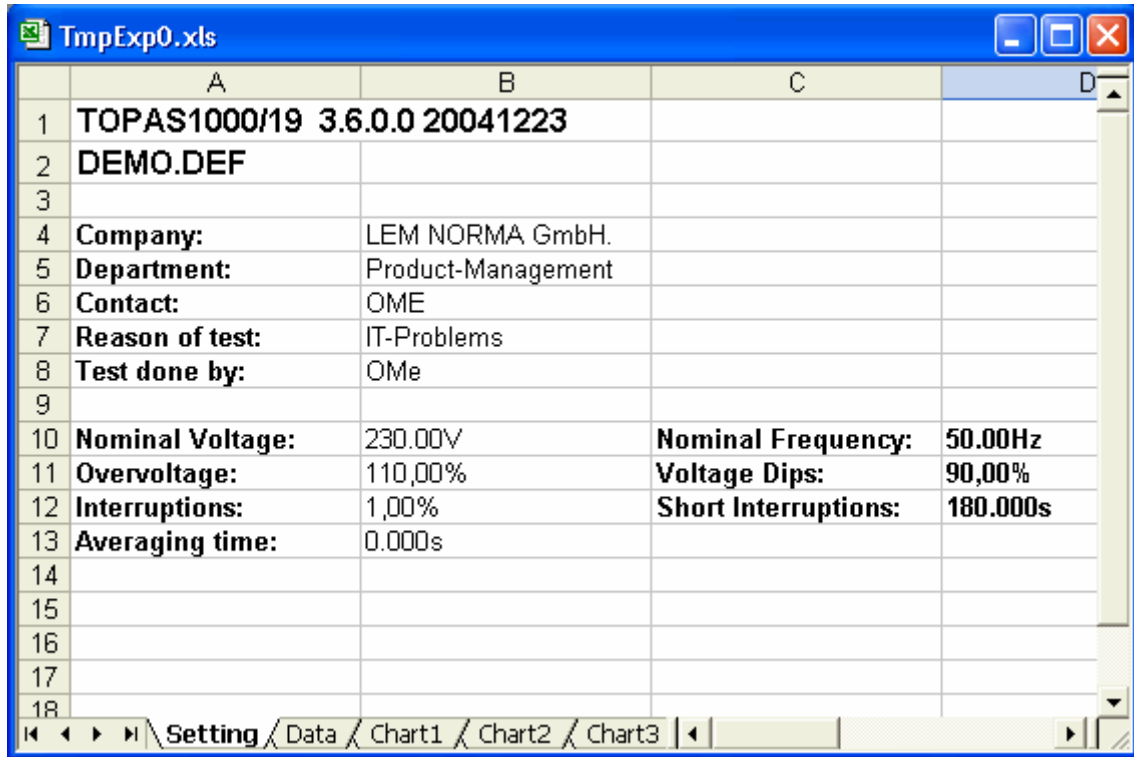 TmpExp0.xls
A B C D
1 TOPAS1000/19 3.6.0.0 20041223
2 DEMO.DEF
3
4 Company: LEM NORMA GmbH.
5 Department: Product-Management
6 Contact: OME
7 Reason of test: IT-Problems
8 Test done by: OMe
9
10 Nominal Voltage: 230.00V Nominal Frequency: 50.00Hz
11 Overvoltage: 110,00% Voltage Dips: 90,00%
12 Interruptions: 1,00% Short Interruptions: 180.000s
13 Averaging time: 0.000s
14
15
16
17
18
Setting Data Chart1 Chart2 Chart3